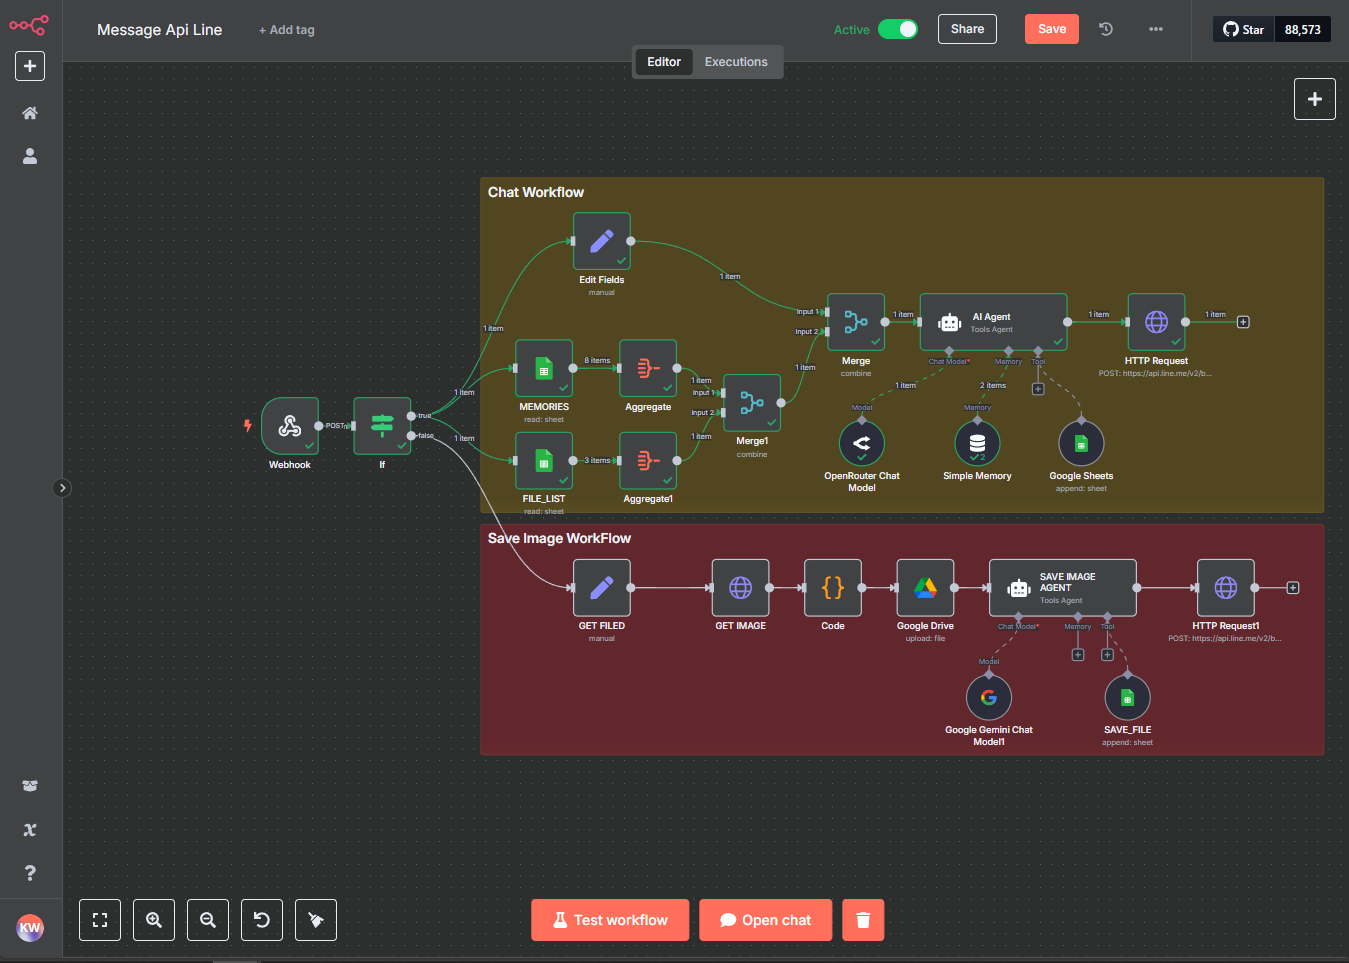 Message Api Line
+ Add tag
Active
Share
Save
Star
88,573
Editor
Executions
Chat Workflow
Edit Fields
manual
1 item
1 item
Input 1
Input 2
1 item
AI Agent
Tools Agent
1 item
1 item
Merge
combine
Chat Model*
Memory
Tool
HTTP Request
POST: https://api.line.me/v2/b...
8 items
1 item
1 item
1 item
Input 1
Input 2
1 item
2 items
MEMORIES
read: sheet
Aggregate
Model
Memory
true
false
POST
1 item
1 item
3 items
Merge1
combine
Webhook
If
OpenRouter Chat
Model
2
Simple Memory
Google Sheets
append: sheet
FILE_LIST
read: sheet
Aggregate1
Save Image WorkFlow
SAVE IMAGE
AGENT
Tools Agent
GET FILED
manual
GET IMAGE
Code
Google Drive
upload: file
Chat Model*
Memory
Tool
HTTP Request1
POST: https://api.line.me/v2/b...
Model
Google Gemini Chat
Model1
SAVE_FILE
append: sheet
KW
Test workflow
Open chat